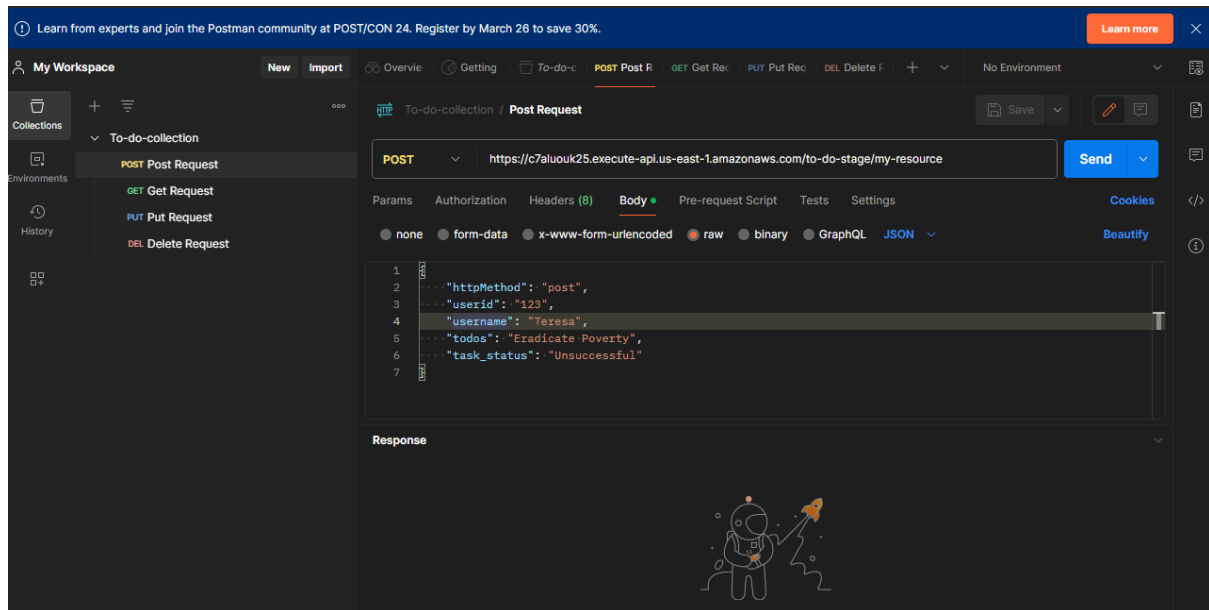 Learn from experts and join the Postman community at POST/CON 24. Register by March 26 to save 30%.
Learn more
My Workspace
New
Import
Overvie
Getting
To-do-c
POST Post R
GET Get Rec
PUT Put Req
DEL Delete F
No Environment
Collections
Environments
History
To-do-collection
POST Post Request
GET Get Request
PUT Put Request
DEL Delete Request
HTTP To-do-collection / Post Request
Save
POST
https://c7aluouk25.execute-api.us-east-1.amazonaws.com/to-do-stage/my-resource
Send
Params
Authorization
Headers (8)
Body
Pre-request Script
Tests
Settings
Cookies
none
form-data
x-www-form-urlencoded
raw
binary
GraphQL
JSON
Beautify
1 {
2 "httpMethod": "post",
3 "userid": "123",
4 "username": "Teresa",
5 "todos": "Eradicate Poverty",
6 "task_status": "Unsuccessful"
7 }
Response